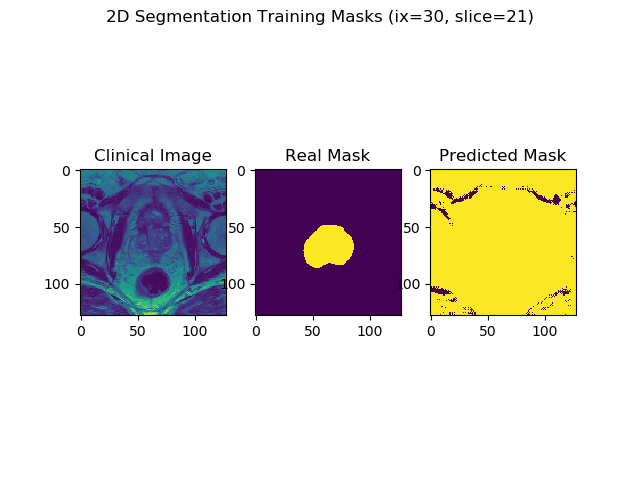 2D Segmentation Training Masks (ix=30, slice=21)
Clinical Image Real Mask Predicted Mask
0 0 0
50 50 50
100 100 100
0 50 100 0 50 100 0 50 100